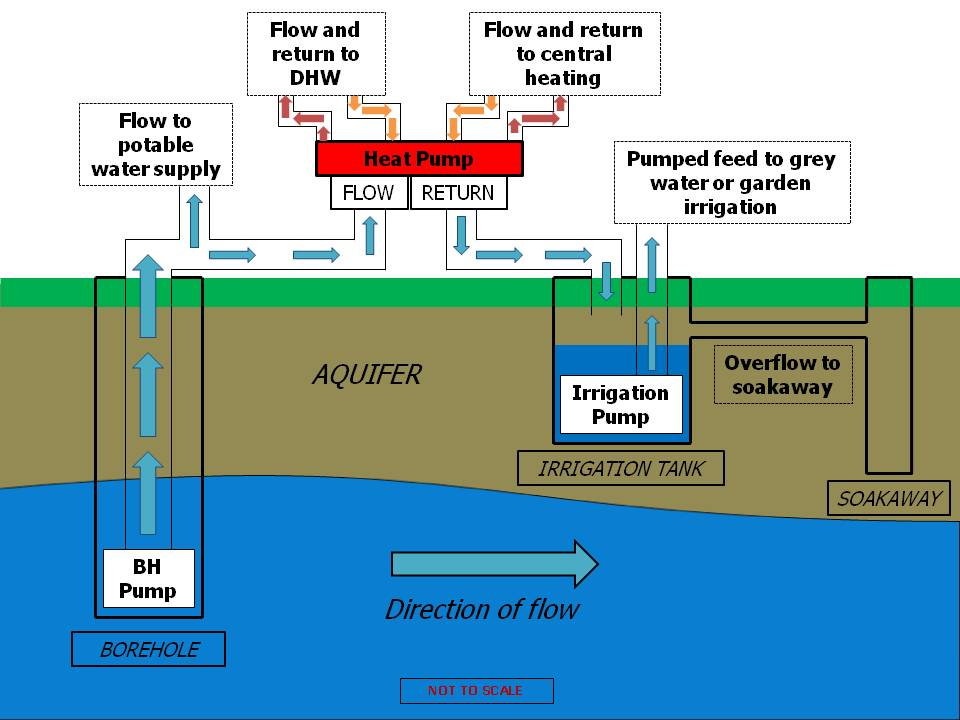 Flow and
return to
DHW
Flow and return
to central
heating
Flow to
potable
water supply
Heat Pump
FLOW
RETURN
Pumped feed to grey
water or garden
irrigation
AQUIFER
Overflow to
soakaway
Irrigation
Pump
IRRIGATION TANK
SOAKAWAY
BH
Pump
Direction of flow
BOREHOLE
NOT TO SCALE